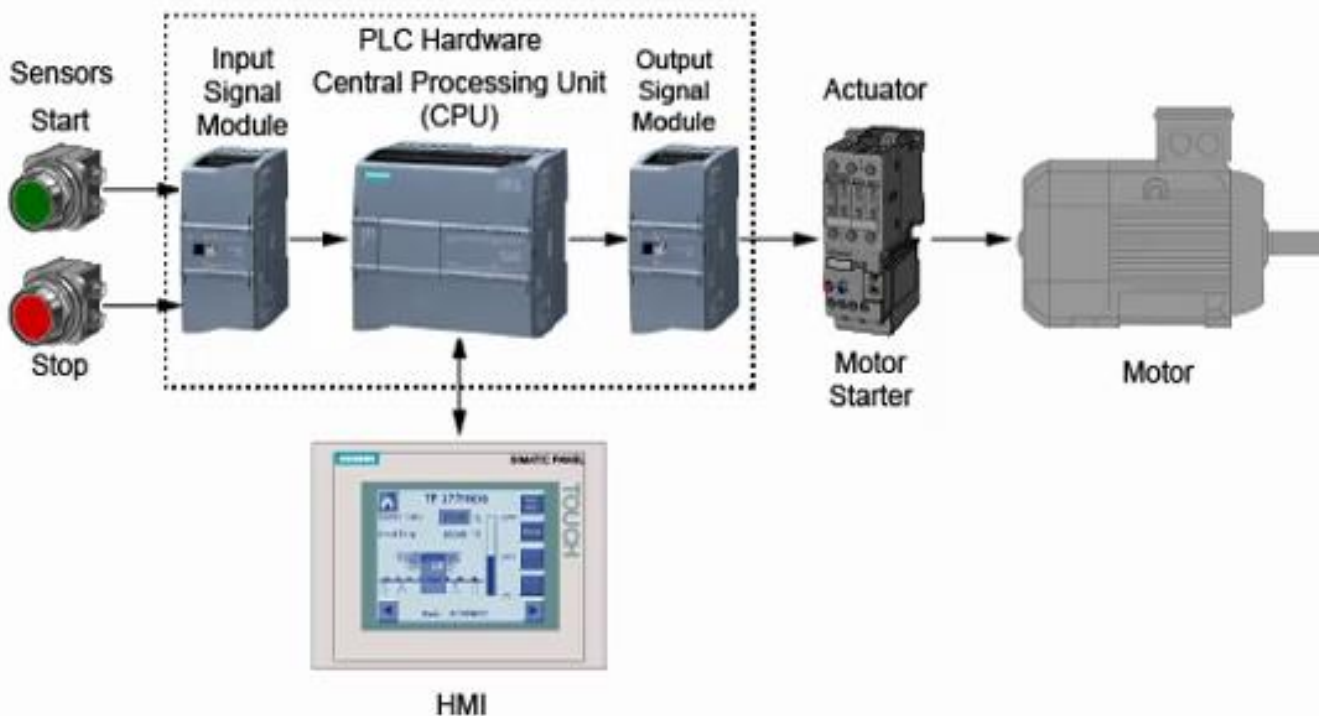 PLC Hardware
Sensors
Start
Input
Signal
Module
Central Processing Unit
(CPU)
Output
Signal
Module
Actuator
Stop
Motor
Starter
Motor
SIEMENS
SIMATIC PANEL
TOUCH
HMI